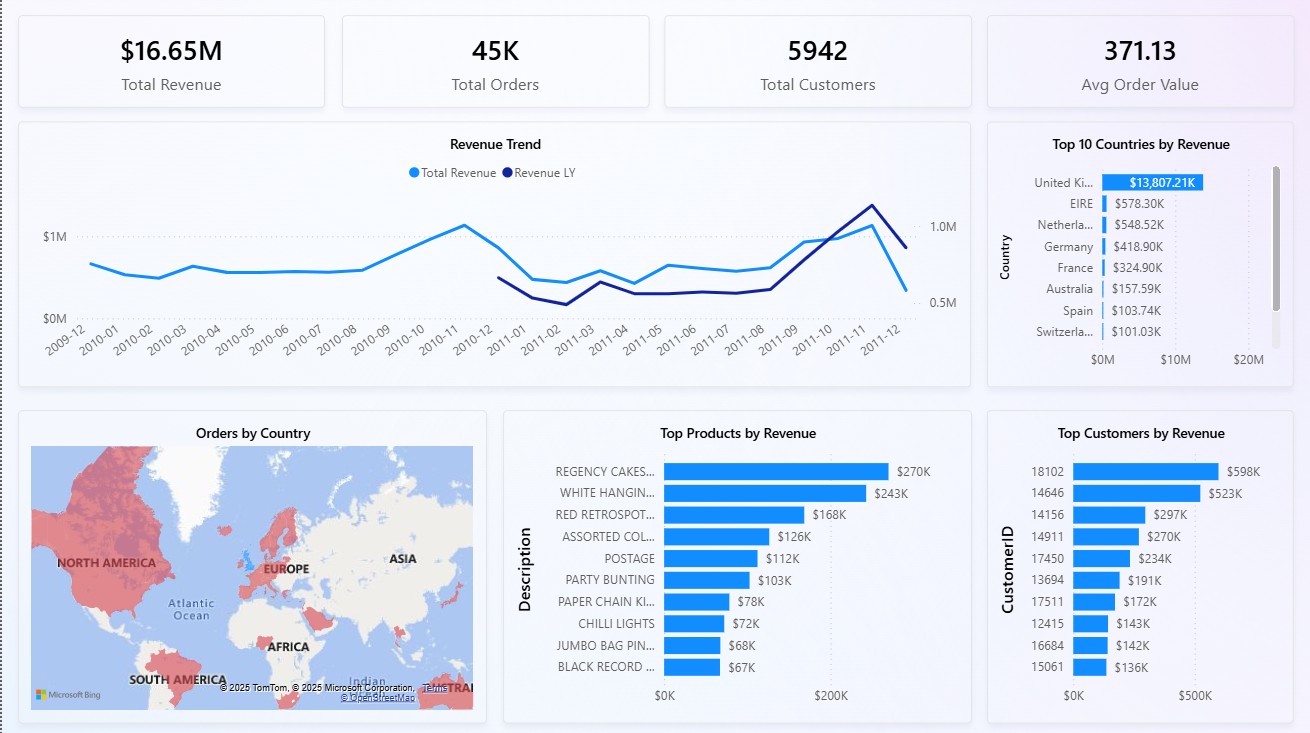 $16.65M
Total Revenue
45K
Total Orders
5942
Total Customers
371.13
Avg Order Value
Revenue Trend
Total Revenue Revenue LY
$1M
$0M
1.0M
0.5M
2009-12
2010-01
2010-02
2010-03
2010-04
2010-05
2010-06
2010-07
2010-08
2010-09
2010-10
2010-11
2010-12
2011-01
2011-02
2011-03
2011-04
2011-05
2011-06
2011-07
2011-08
2011-09
2011-10
2011-11
2011-12
Top 10 Countries by Revenue
Country
United Ki... $13,807.21K
EIRE $578.30K
Netherla... $548.52K
Germany $418.90K
France $324.90K
Australia $157.59K
Spain $103.74K
Switzerla... $101.03K
$0M $10M $20M
Orders by Country
NORTH AMERICA
EUROPE
ASIA
Atlantic
Ocean
AFRICA
SOUTH AMERICA
Indian
Microsoft Bing
© 2025 TomTom, © 2025 Microsoft Corporation, Terms
© OpenStreetMap
Top Products by Revenue
Description
REGENCY CAKES... $270K
WHITE HANGIN... $243K
RED RETROSPOT... $168K
ASSORTED COL... $126K
POSTAGE $112K
PARTY BUNTING $103K
PAPER CHAIN KI... $78K
CHILLI LIGHTS $72K
JUMBO BAG PIN... $68K
BLACK RECORD ... $67K
$0K $200K
Top Customers by Revenue
CustomerID
18102 $598K
14646 $523K
14156 $297K
14911 $270K
17450 $234K
13694 $191K
17511 $172K
12415 $143K
16684 $142K
15061 $136K
$0K $500K